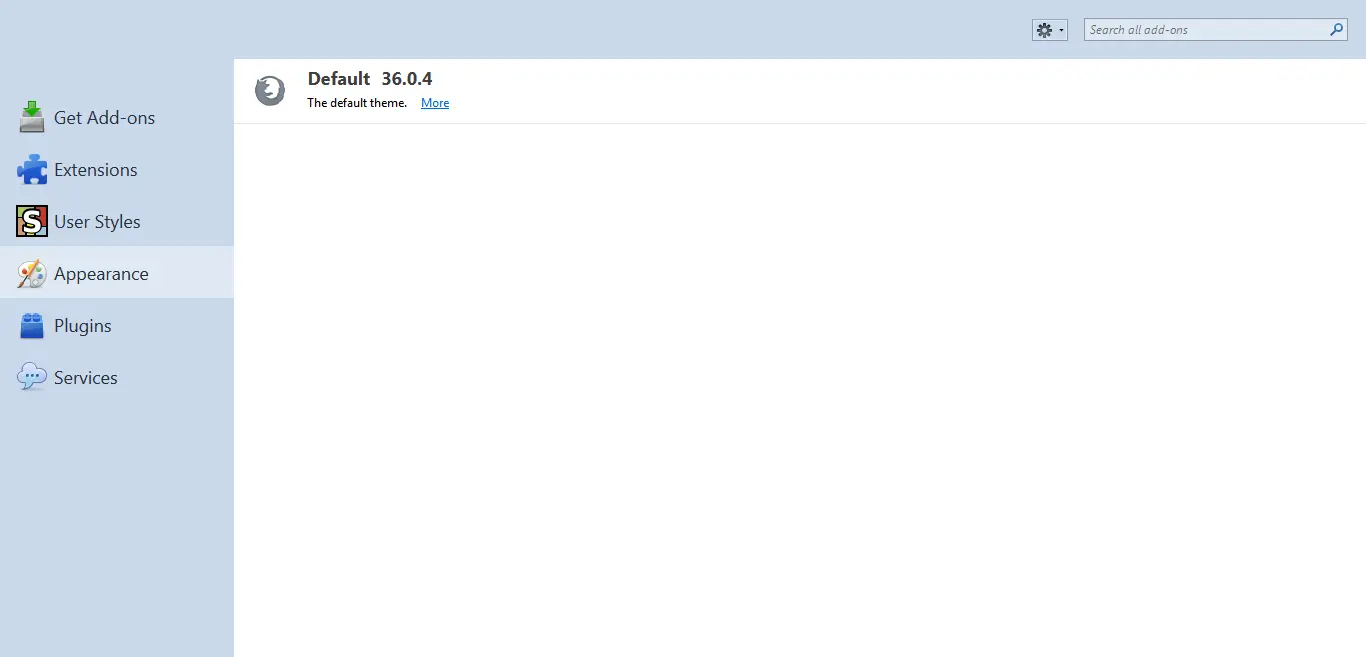 Search all add-ons
Default 36.0.4
The default theme. More
Get Add-ons
Extensions
S User Styles
Appearance
Plugins
Services